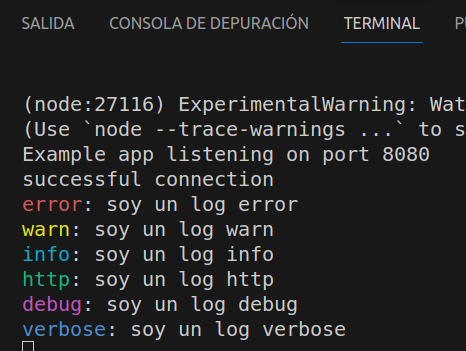 SALIDA CONSOLA DE DEPURACIÓN TERMINAL
(node:27116) ExperimentalWarning: Wat
(Use `node --trace-warnings ...` to s
Example app listening on port 8080
successful connection
error: soy un log error
warn: soy un log warn
info: soy un log info
http: soy un log http
debug: soy un log debug
verbose: soy un log verbose